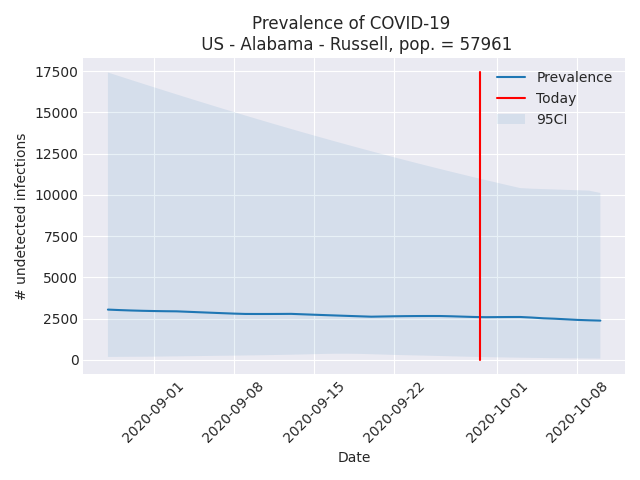 Prevalence of COVID-19
US - Alabama - Russell, pop. = 57961
17500
15000
12500
10000
7500
5000
2500
0
# undetected infections
Prevalence
Today
95CI
2020-09-01
2020-09-08
2020-09-15
2020-09-22
2020-10-01
2020-10-08
Date